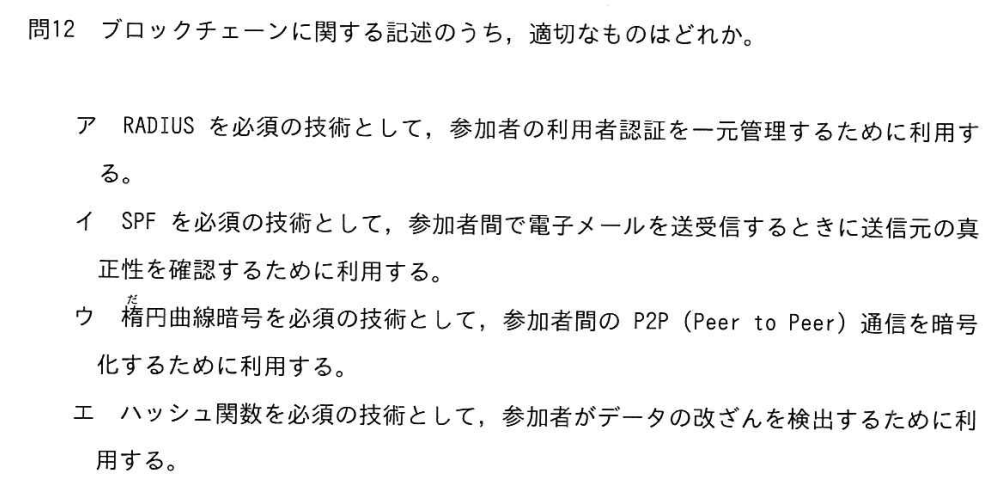 問12 ブロックチェーンに関する記述のうち，適切なものはどれか。
ア RADIUS を必須の技術として，参加者の利用者認証を一元管理するために利用す
る。
イ SPF を必須の技術として，参加者間で電子メールを送受信するときに送信元の真
正性を確認するために利用する。
だ
ウ 楕円曲線暗号を必須の技術として，参加者間の P2P (Peer to Peer) 通信を暗号
化するために利用する。
エ ハッシュ関数を必須の技術として，参加者がデータの改ざんを検出するために利
用する。